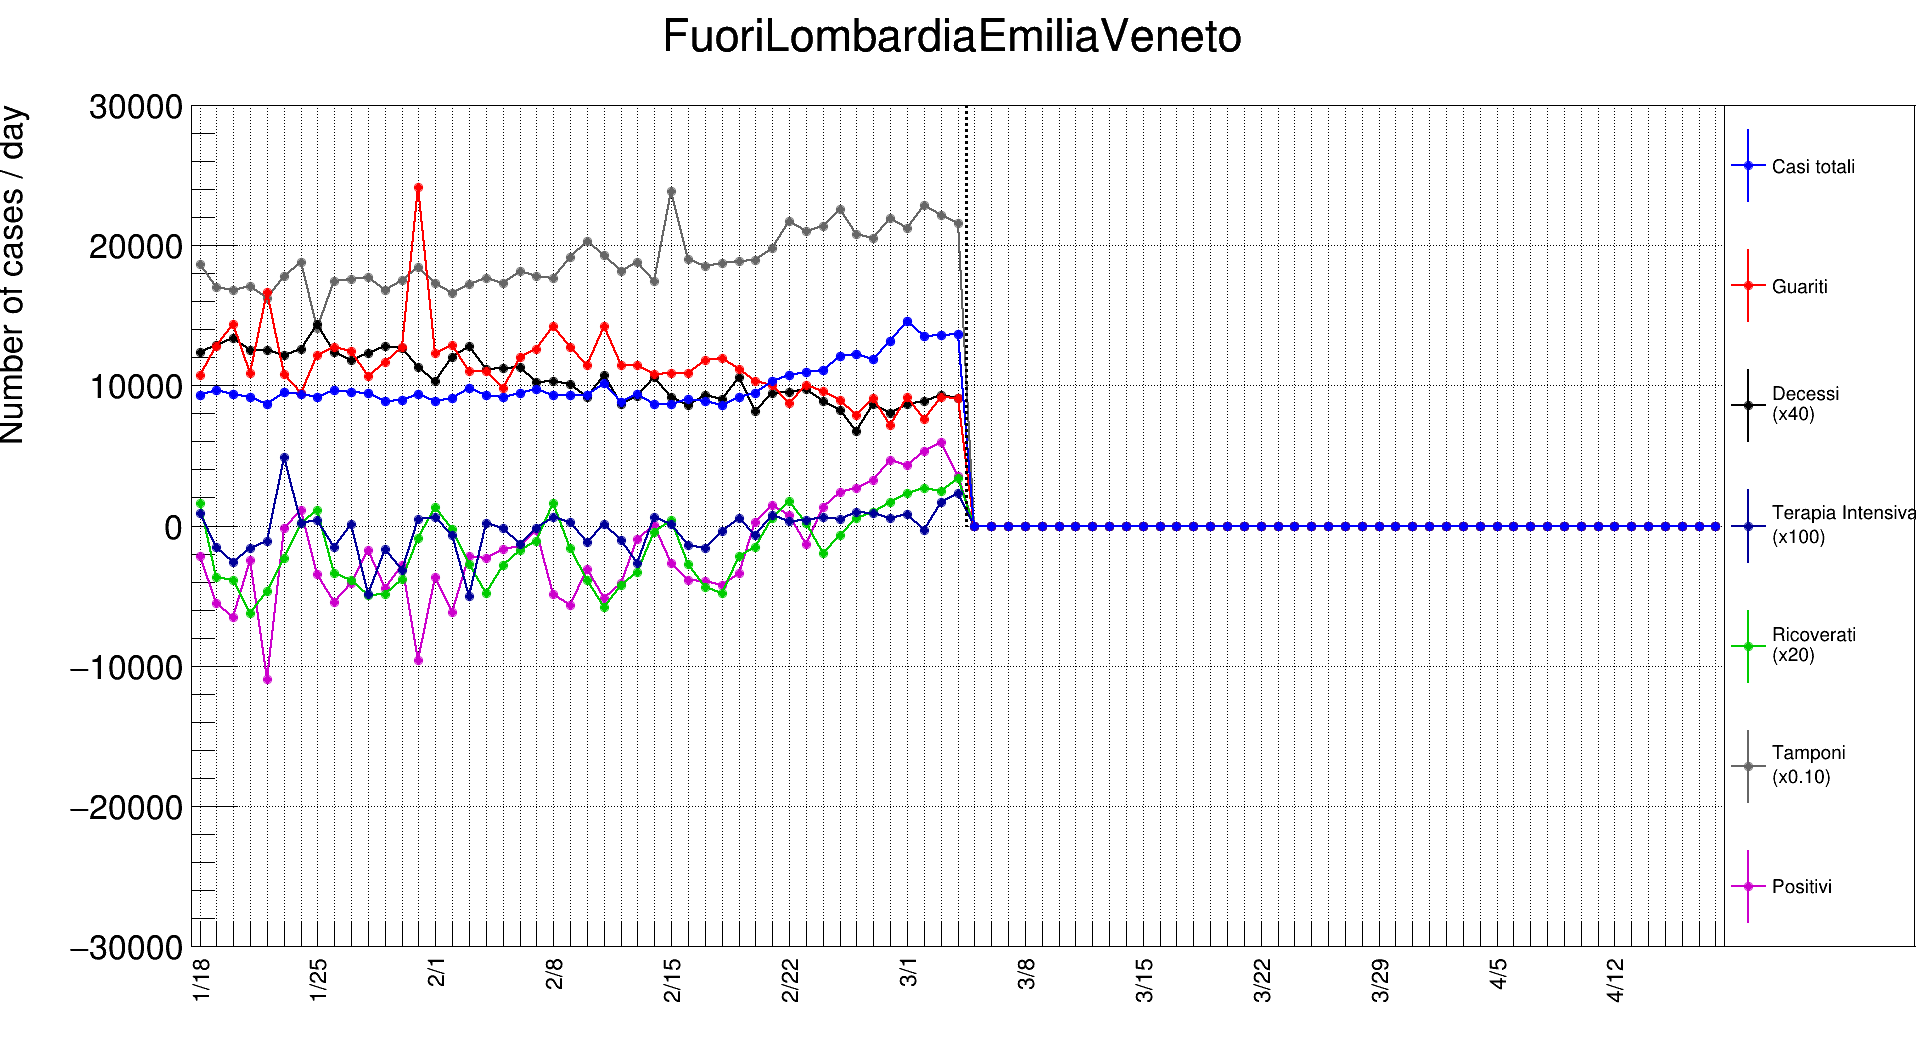 FuoriLombardiaEmiliaVeneto
Number of cases / day
30000
20000
10000
0
−10000
−20000
−30000
1/18
1/25
2/1
2/8
2/15
2/22
3/1
3/8
3/15
3/22
3/29
4/5
4/12
Casi totali
Guariti
Decessi
(x40)
Terapia Intensiva
(x100)
Ricoverati
(x20)
Tamponi
(x0.10)
Positivi